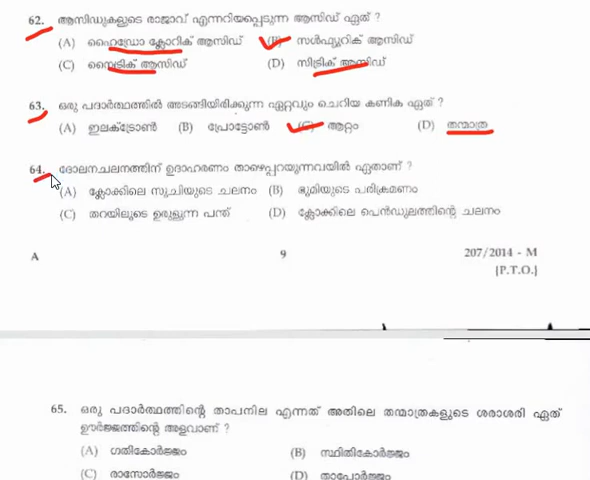 62. ആസിഡുകളുടെ രാജാവ് എന്നറിയപ്പെടുന്ന ആസിഡ് ഏത് ?
(A) ഹൈഡ്രോ ക്ലോറിക് ആസിഡ് (B) സൾഫ്യൂറിക് ആസിഡ്
(C) നൈട്രിക് ആസിഡ് (D) സിട്രിക് ആസിഡ്
63. ഒരു പദാർത്ഥത്തിൽ അടങ്ങിയിരിക്കുന്ന ഏറ്റവും ചെറിയ കണിക ഏത് ?
(A) ഇലക്ട്രോൺ (B) പ്രോട്ടോൺ (C) ആറ്റം (D) തന്മാത്ര
64. ദോലനചലനത്തിന് ഉദാഹരണം താഴെപ്പറയുന്നവയിൽ ഏതാണ് ?
(A) ക്ലോക്കിലെ സൂചിയുടെ ചലനം (B) ഭൂമിയുടെ പരിക്രമണം
(C) തറയിലൂടെ ഉരുളുന്ന പന്ത് (D) ക്ലോക്കിലെ പെൻഡുലത്തിന്റെ ചലനം
A 9 207/2014 - M
[P.T.O.]
65. ഒരു പദാർത്ഥത്തിന്റെ താപനില എന്നത് അതിലെ തന്മാത്രകളുടെ ശരാശരി ഏത്
ഊർജ്ജത്തിന്റെ അളവാണ് ?
(A) ഗതികോർജ്ജം (B) സ്ഥിതികോർജ്ജം
(C) രാസോർജ്ജം (D) താപോർജ്ജം